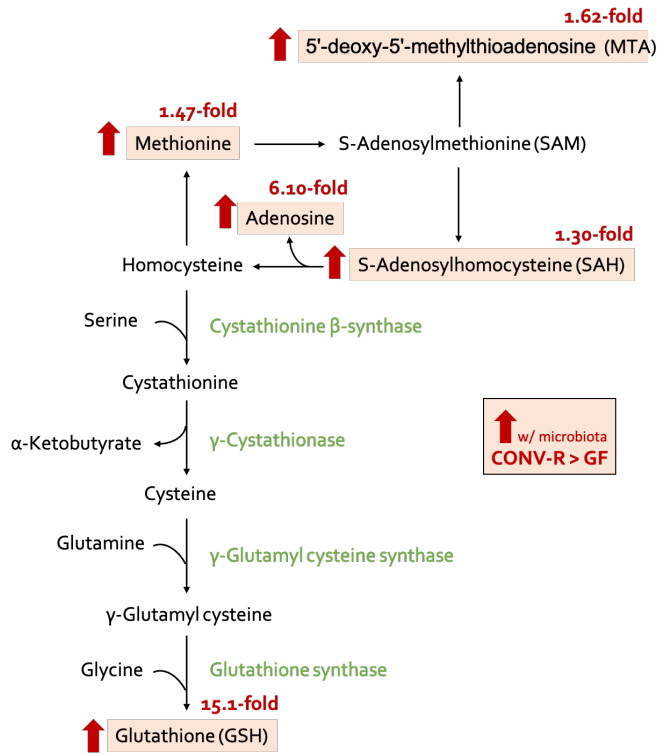 1.62-fold
5'-deoxy-5'-methylthioadenosine (MTA)
1.47-fold
Methionine
S-Adenosylmethionine (SAM)
6.10-fold
Adenosine
1.30-fold
Homocysteine
S-Adenosylhomocysteine (SAH)
Serine
Cystathionine β-synthase
Cystathionine
α-Ketobutyrate
γ-Cystathionase
w/ microbiota
CONV-R > GF
Cysteine
Glutamine
γ-Glutamyl cysteine synthase
γ-Glutamyl cysteine
Glycine
Glutathione synthase
15.1-fold
Glutathione (GSH)